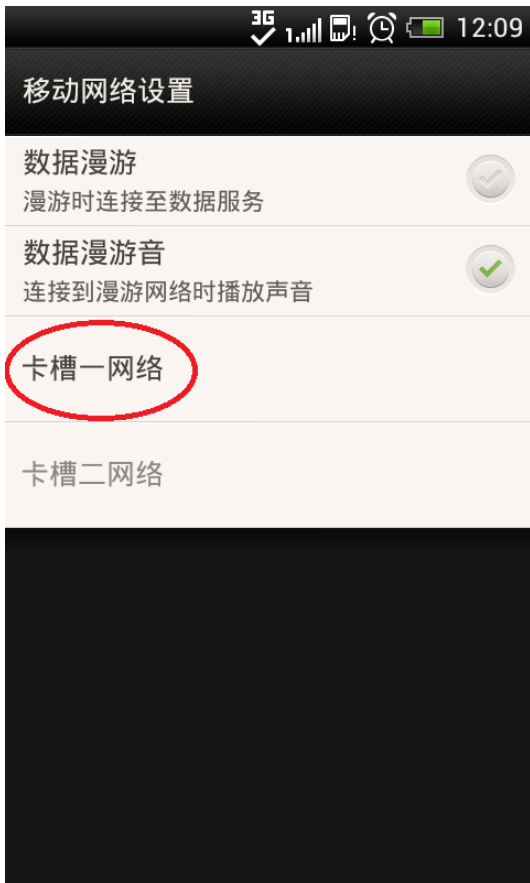 3G 1 ! 12:09
移动网络设置
数据漫游
漫游时连接至数据服务
数据漫游音
连接到漫游网络时播放声音
卡槽一网络
卡槽二网络